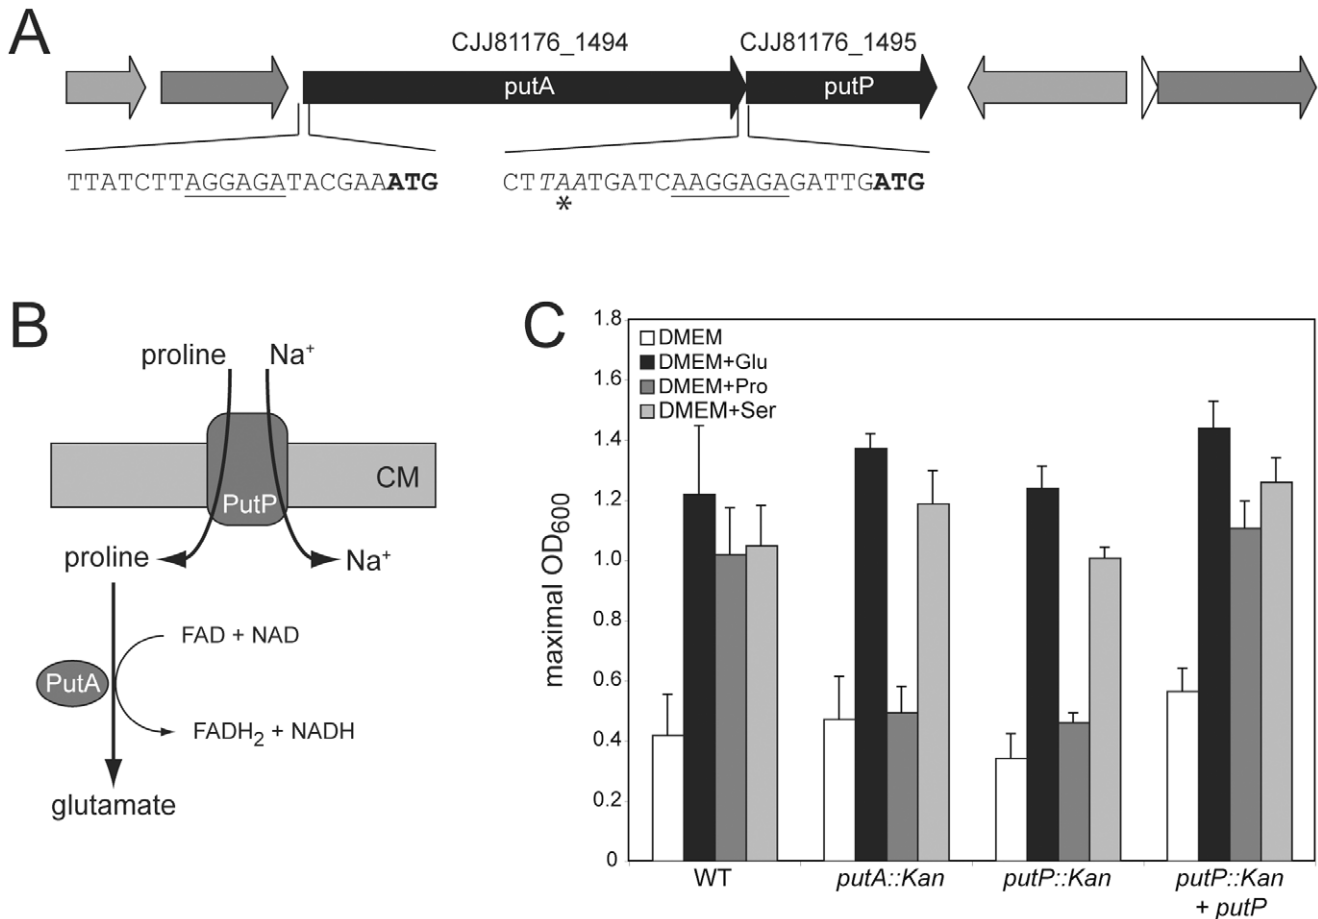 A
CJJ81176_1494 CJJ81176_1495
putA putP
TTATCTTAGGAGATACGAAATG CTTAATGATCAAGGAGAGATTGATG
*
B
proline Na+
PutP
CM
proline Na+
FAD + NAD
PutA
FADH2 + NADH
glutamate
C
maximal OD600
1.8
1.6
1.4
1.2
1.0
0.8
0.6
0.4
0.2
0
DMEM
DMEM+Glu
DMEM+Pro
DMEM+Ser
WT putA::Kan putP::Kan putP::Kan
+ putP